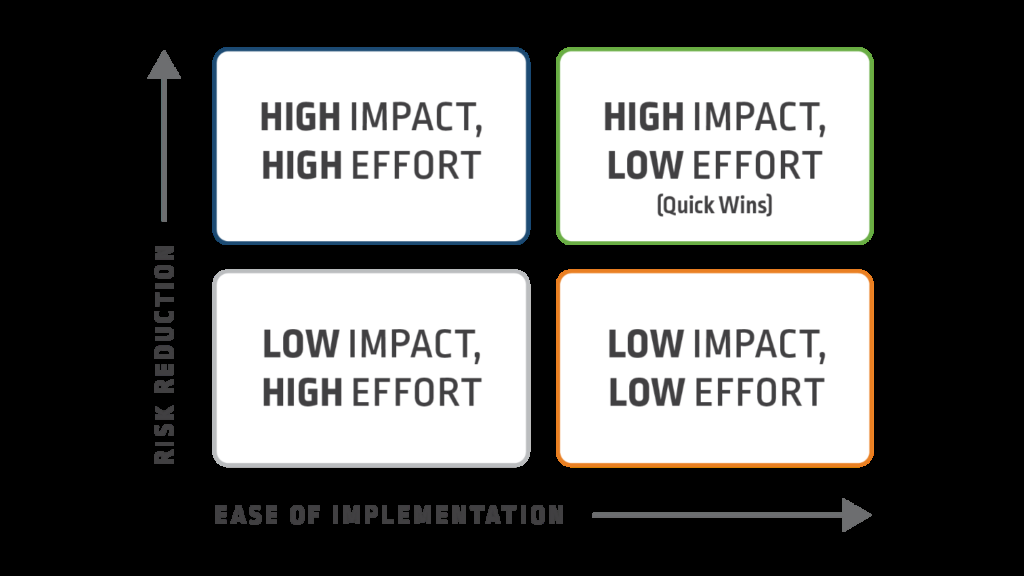 HIGH IMPACT,
HIGH EFFORT
HIGH IMPACT,
LOW EFFORT
(Quick Wins)
RISK REDUCTION
LOW IMPACT,
HIGH EFFORT
LOW IMPACT,
LOW EFFORT
EASE OF IMPLEMENTATION